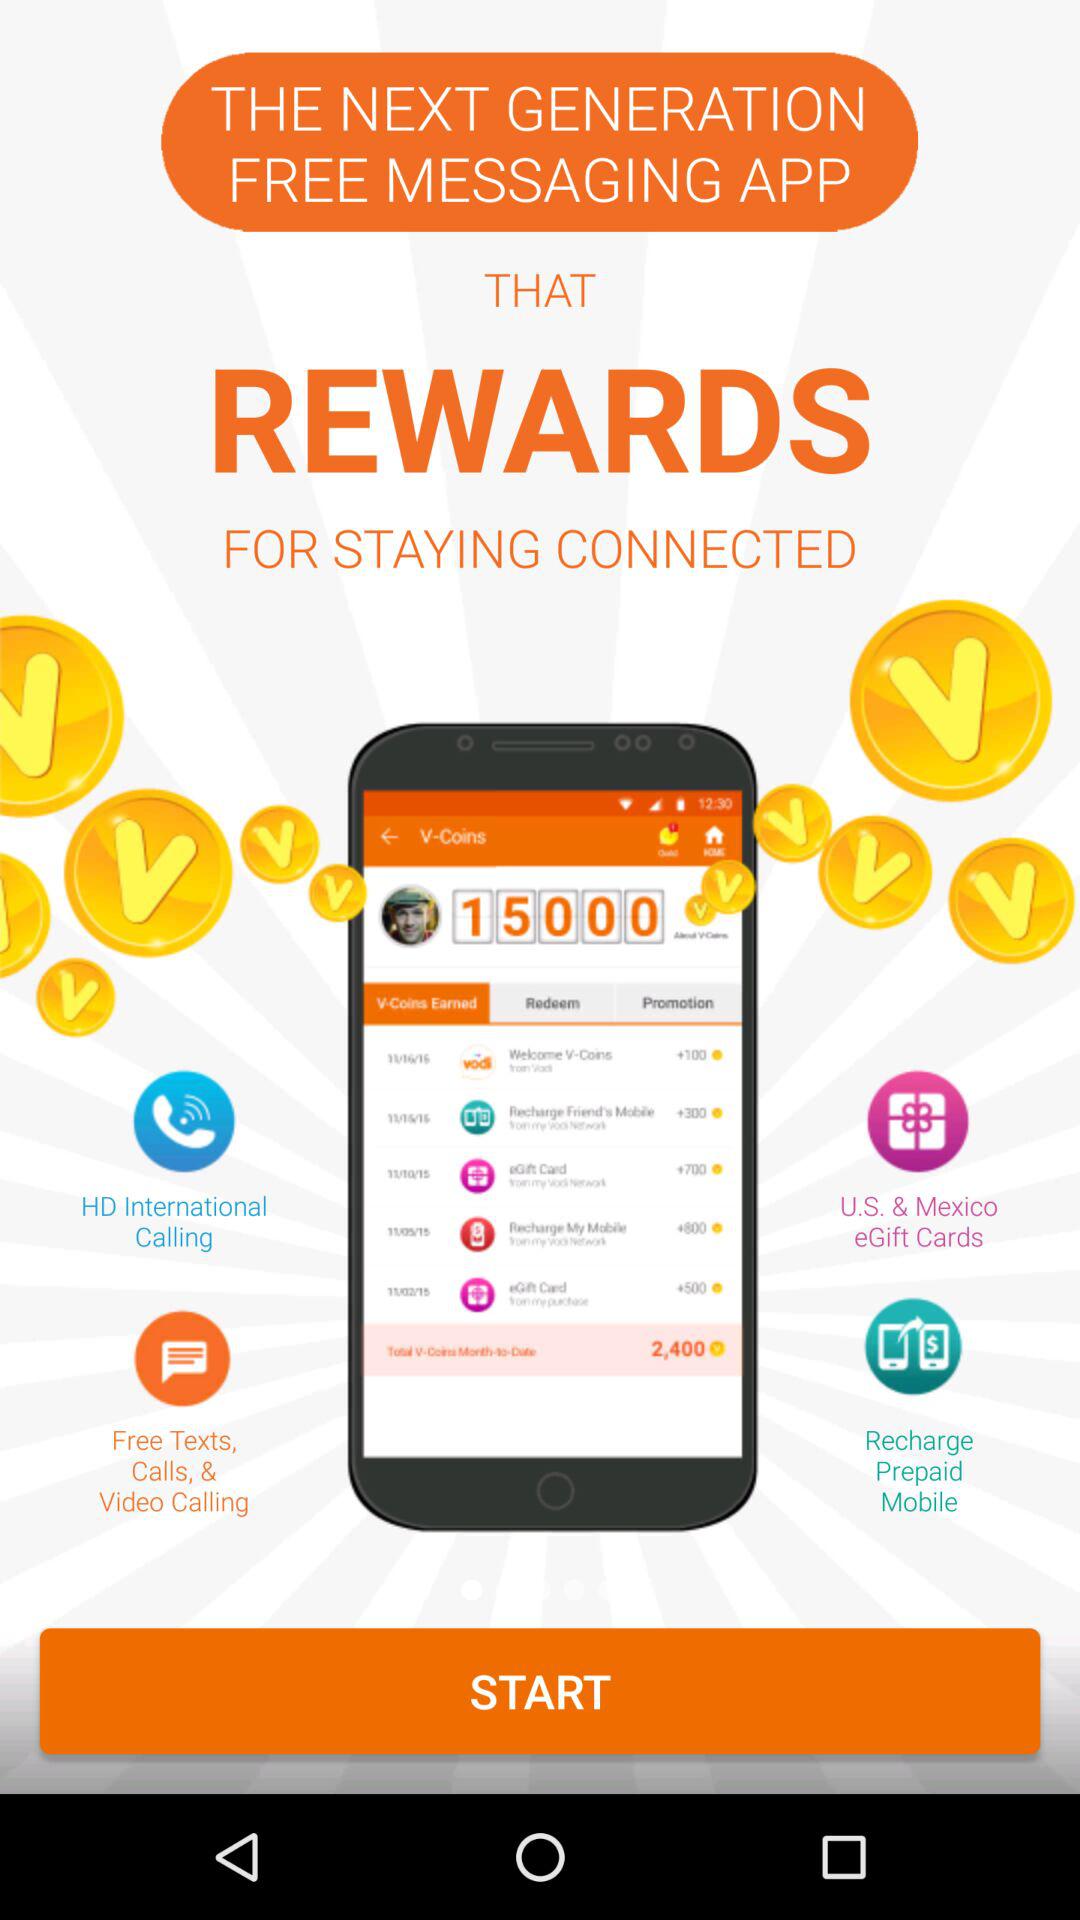 THE NEXT GENERATION
FREE MESSAGING APP
THAT
REWARDS
FOR STAYING CONNECTED
12:30
V-Coins
HOME
15000
About V-Coins
V-Coins Earned Redeem Promotion
11/16/15 vodi Welcome V-Coins +100
from Vodi
11/15/15 Recharge Friend's Mobile +300
from my Vodi Network
11/10/15 eGift Card +700
from my Vodi Network
11/05/15 Recharge My Mobile +800
from my Vodi Network
11/02/15 eGift Card +500
from my purchase
Total V-Coins Month-to-Date 2,400
HD International
Calling
Free Texts,
Calls, &
Video Calling
U.S. & Mexico
eGift Cards
Recharge
Prepaid
Mobile
START